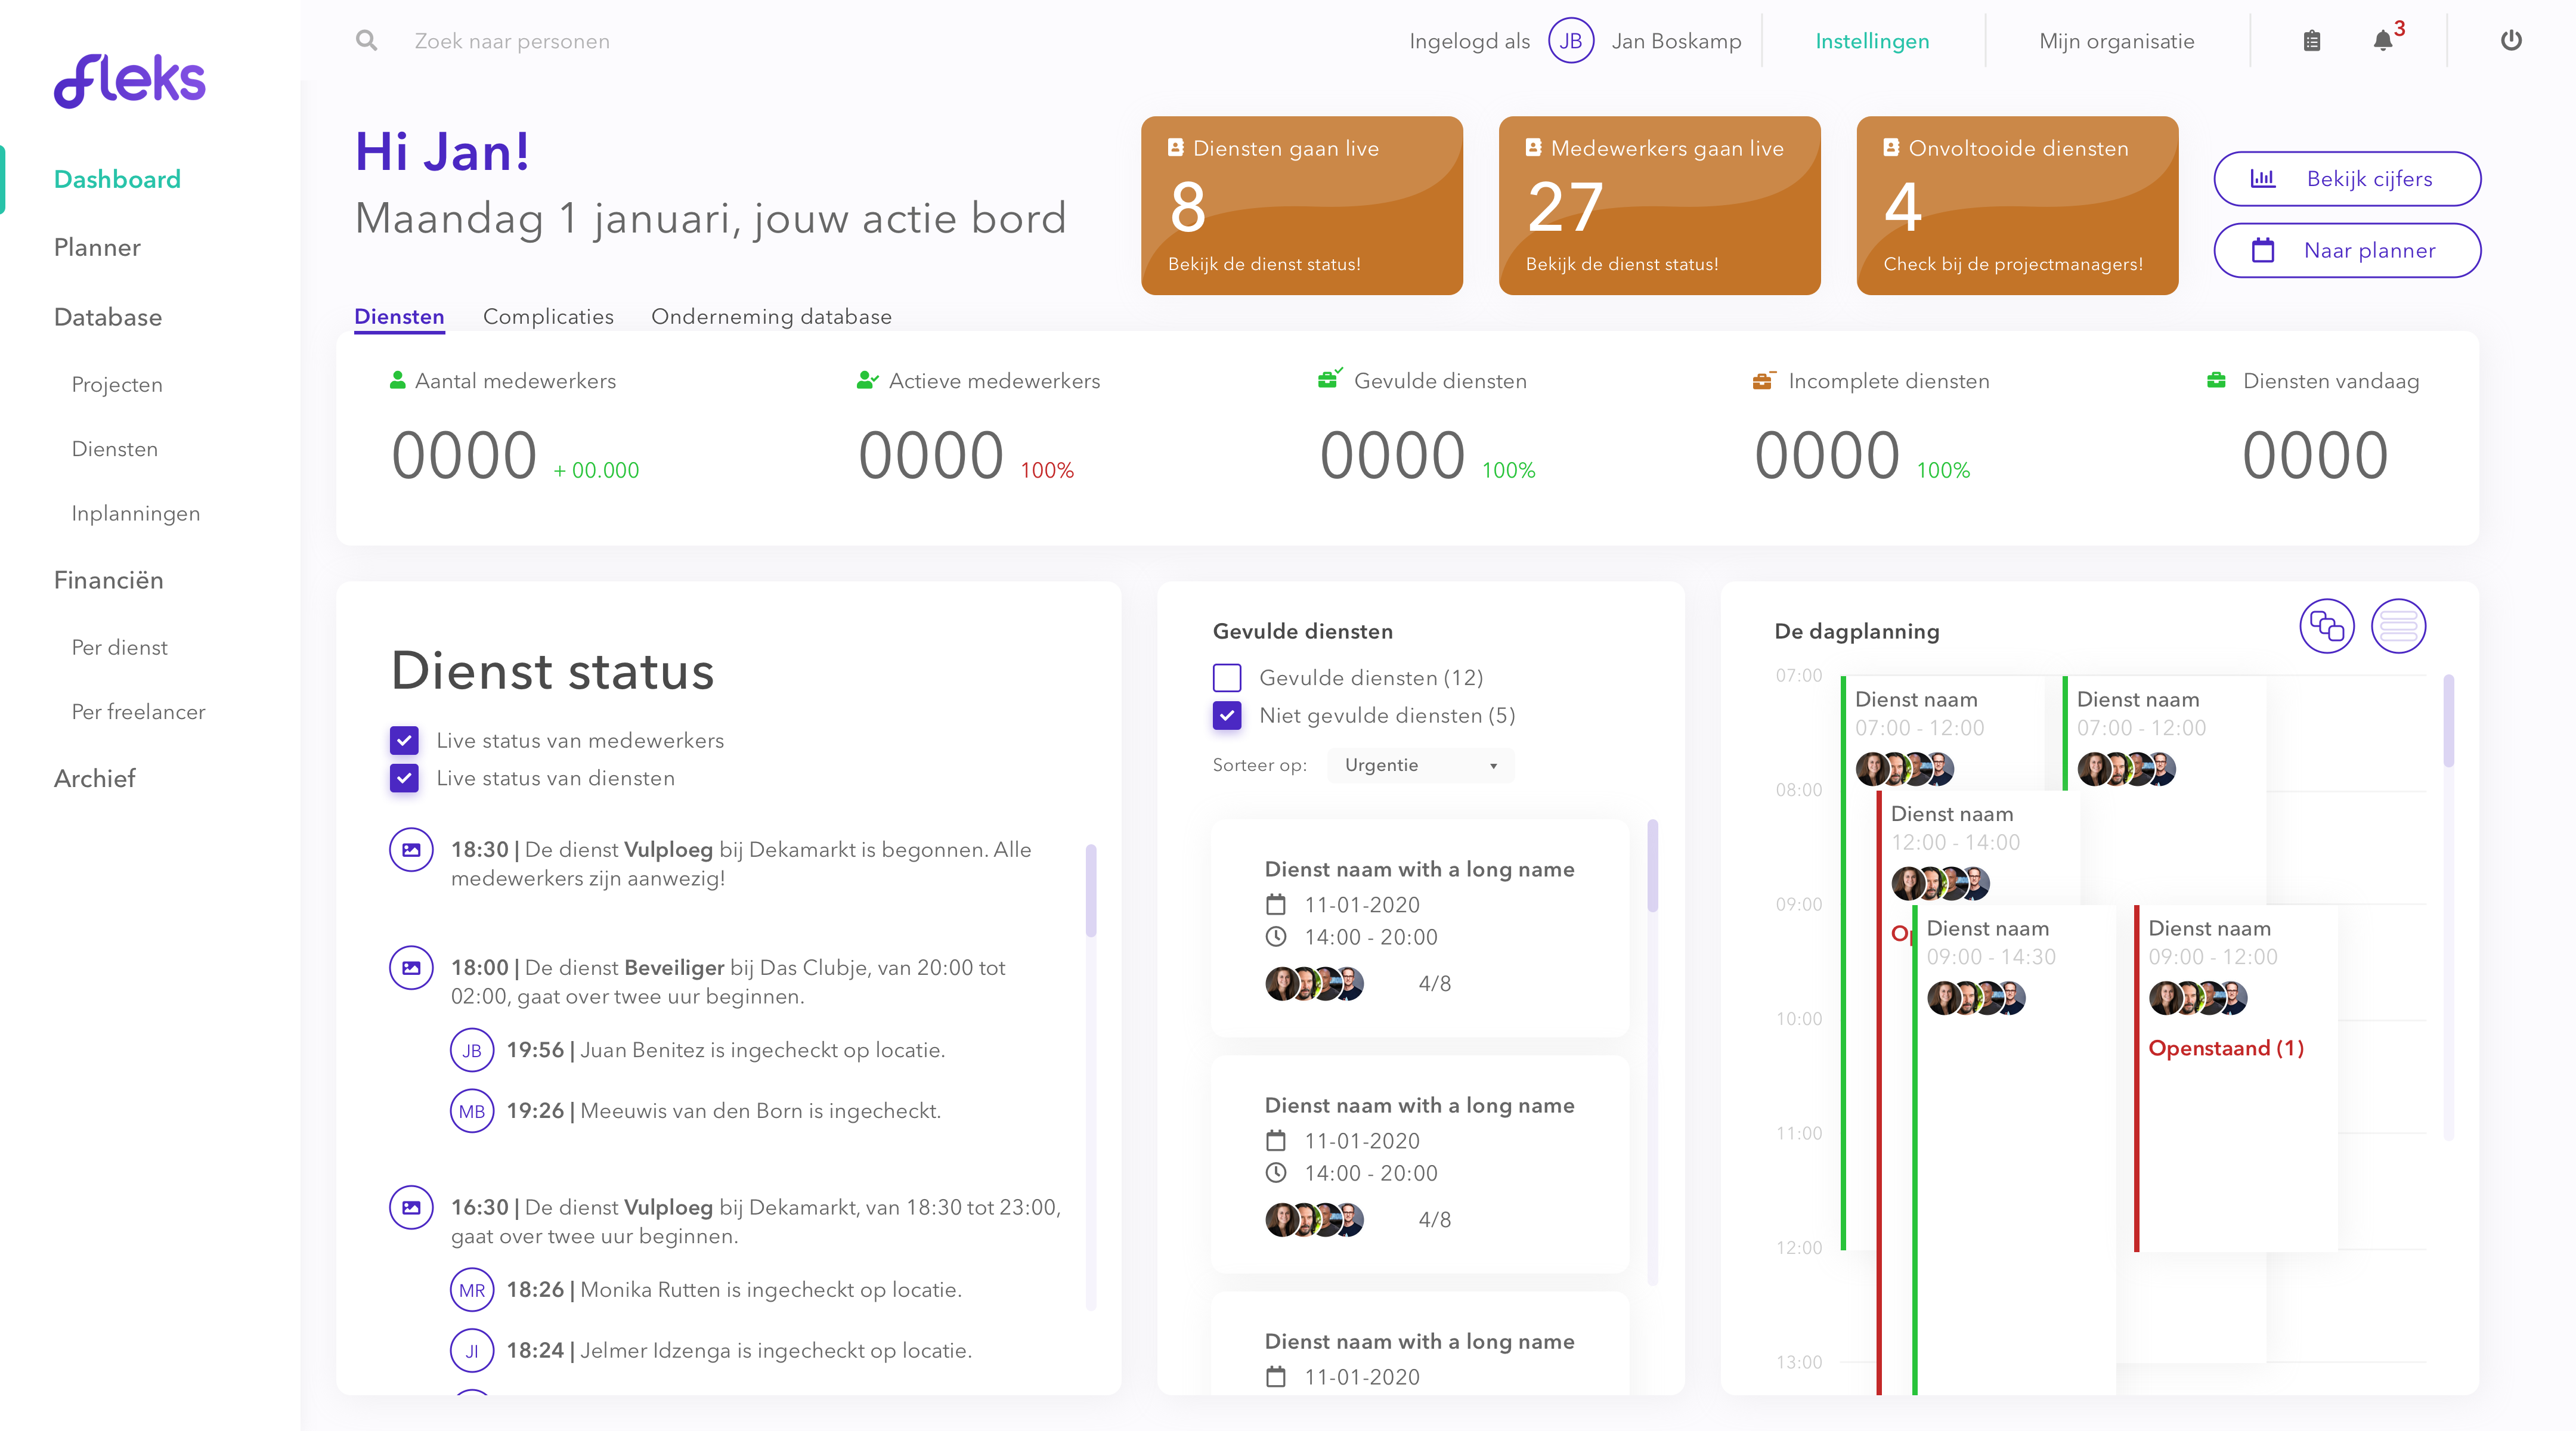 fleks
Dashboard
Planner
Database
Projecten
Diensten
Inplanningen
Financiën
Per dienst
Per freelancer
Archief
Zoek naar personen
Ingelogd als JB Jan Boskamp
Instellingen
Mijn organisatie
3
Hi Jan!
Maandag 1 januari, jouw actie bord
Diensten gaan live
8
Bekijk de dienst status!
Medewerkers gaan live
27
Bekijk de dienst status!
Onvoltooide diensten
4
Check bij de projectmanagers!
Bekijk cijfers
Naar planner
Diensten Complicaties Onderneming database
Aantal medewerkers
0000 + 00.000
Actieve medewerkers
0000 100%
Gevulde diensten
0000 100%
Incomplete diensten
0000 100%
Diensten vandaag
0000
Dienst status
Live status van medewerkers
Live status van diensten
18:30 | De dienst Vulploeg bij Dekamarkt is begonnen. Alle
medewerkers zijn aanwezig!
18:00 | De dienst Beveiliger bij Das Clubje, van 20:00 tot
02:00, gaat over twee uur beginnen.
JB 19:56 | Juan Benitez is ingecheckt op locatie.
MB 19:26 | Meeuwis van den Born is ingecheckt.
16:30 | De dienst Vulploeg bij Dekamarkt, van 18:30 tot 23:00,
gaat over twee uur beginnen.
MR 18:26 | Monika Rutten is ingecheckt op locatie.
JI 18:24 | Jelmer Idzenga is ingecheckt op locatie.
Gevulde diensten
Gevulde diensten (12)
Niet gevulde diensten (5)
Sorteer op: Urgentie
Dienst naam with a long name
11-01-2020
14:00 - 20:00
4/8
Dienst naam with a long name
11-01-2020
14:00 - 20:00
4/8
Dienst naam with a long name
11-01-2020
De dagplanning
07:00
Dienst naam
07:00 - 12:00
Dienst naam
07:00 - 12:00
08:00
Dienst naam
12:00 - 14:00
09:00
Op
Dienst naam
09:00 - 14:30
Dienst naam
09:00 - 12:00
Openstaand (1)
10:00
11:00
12:00
13:00